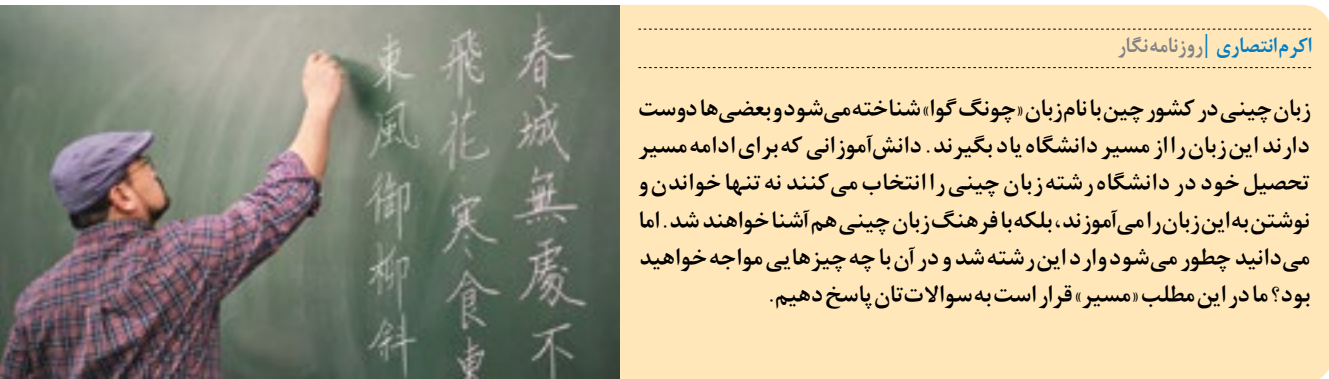 اکرم انتصاری | روزنامه‌نگار
زبان چینی در کشور چین با نام زبان «چونگ گوا» شناخته می‌شود و بعضی‌ها دوست
دارند این زبان را از مسیر دانشگاه یاد بگیرند. دانش‌آموزانی که برای ادامه مسیر
تحصیل خود در دانشگاه رشته زبان چینی را انتخاب می‌کنند نه تنها خواندن و
نوشتن به این زبان را می‌آموزند، بلکه با فرهنگ زبان چینی هم آشنا خواهند شد. اما
می‌دانید چطور می‌شود وارد این رشته شد و در آن با چه چیزهایی مواجه خواهید
بود؟ ما در این مطلب «مسیر» قرار است به سوالات‌تان پاسخ دهیم.
春城無處不
飛花寒食東
東風御柳斜